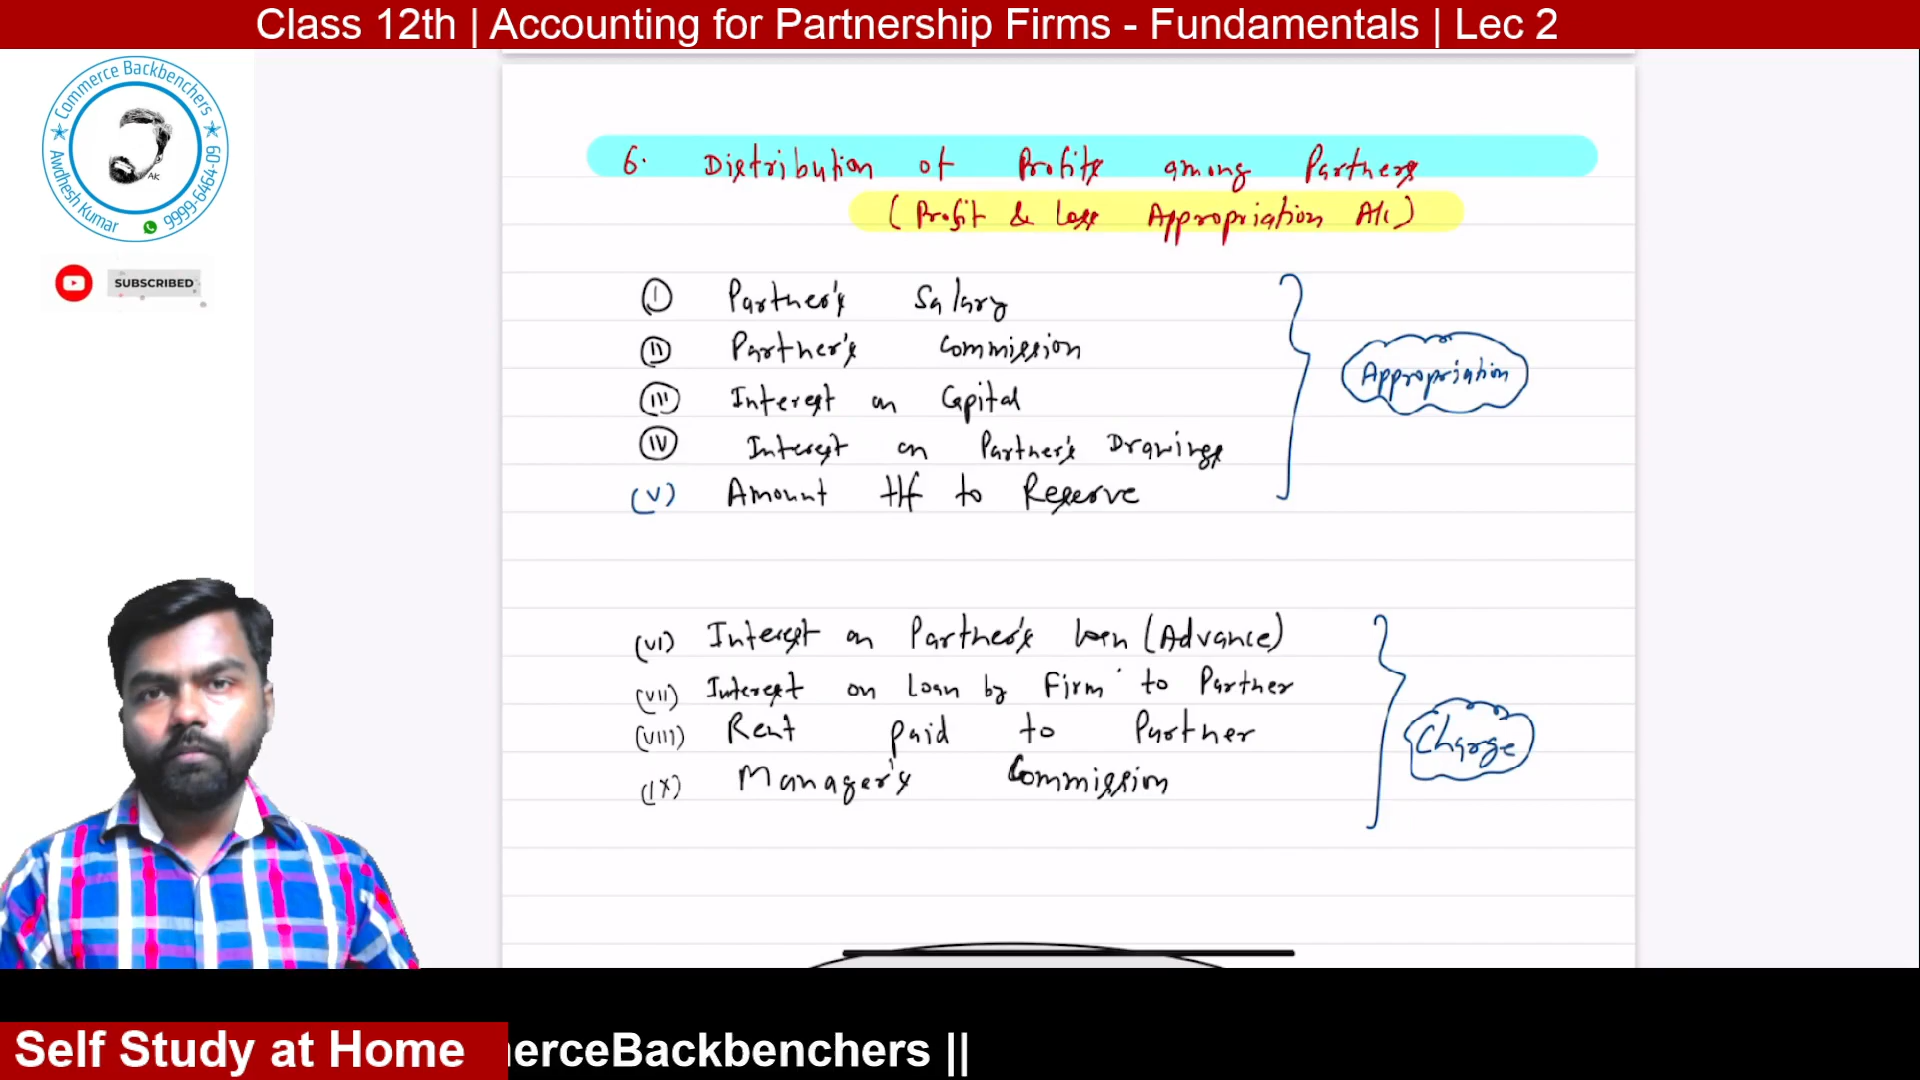 Class 12th | Accounting for Partnership Firms - Fundamentals | Lec 2
Commerce Backbenchers
Awdhesh Kumar
9999-6464-09
AK
SUBSCRIBED
6. Distribution of Profits among Partners
(Profit & Loss Appropriation A/c)
(I) Partner's Salary
(II) Partner's Commission
(III) Interest on Capital
(IV) Interest on Partner's Drawings
(V) Amount t/f to Reserve
Appropriation
(VI) Interest on Partner's loan (Advance)
(VII) Interest on Loan by Firm to Partner
(VIII) Rent paid to Partner
(IX) Manager's Commission
Charge
Self Study at Home
merceBackbenchers ||